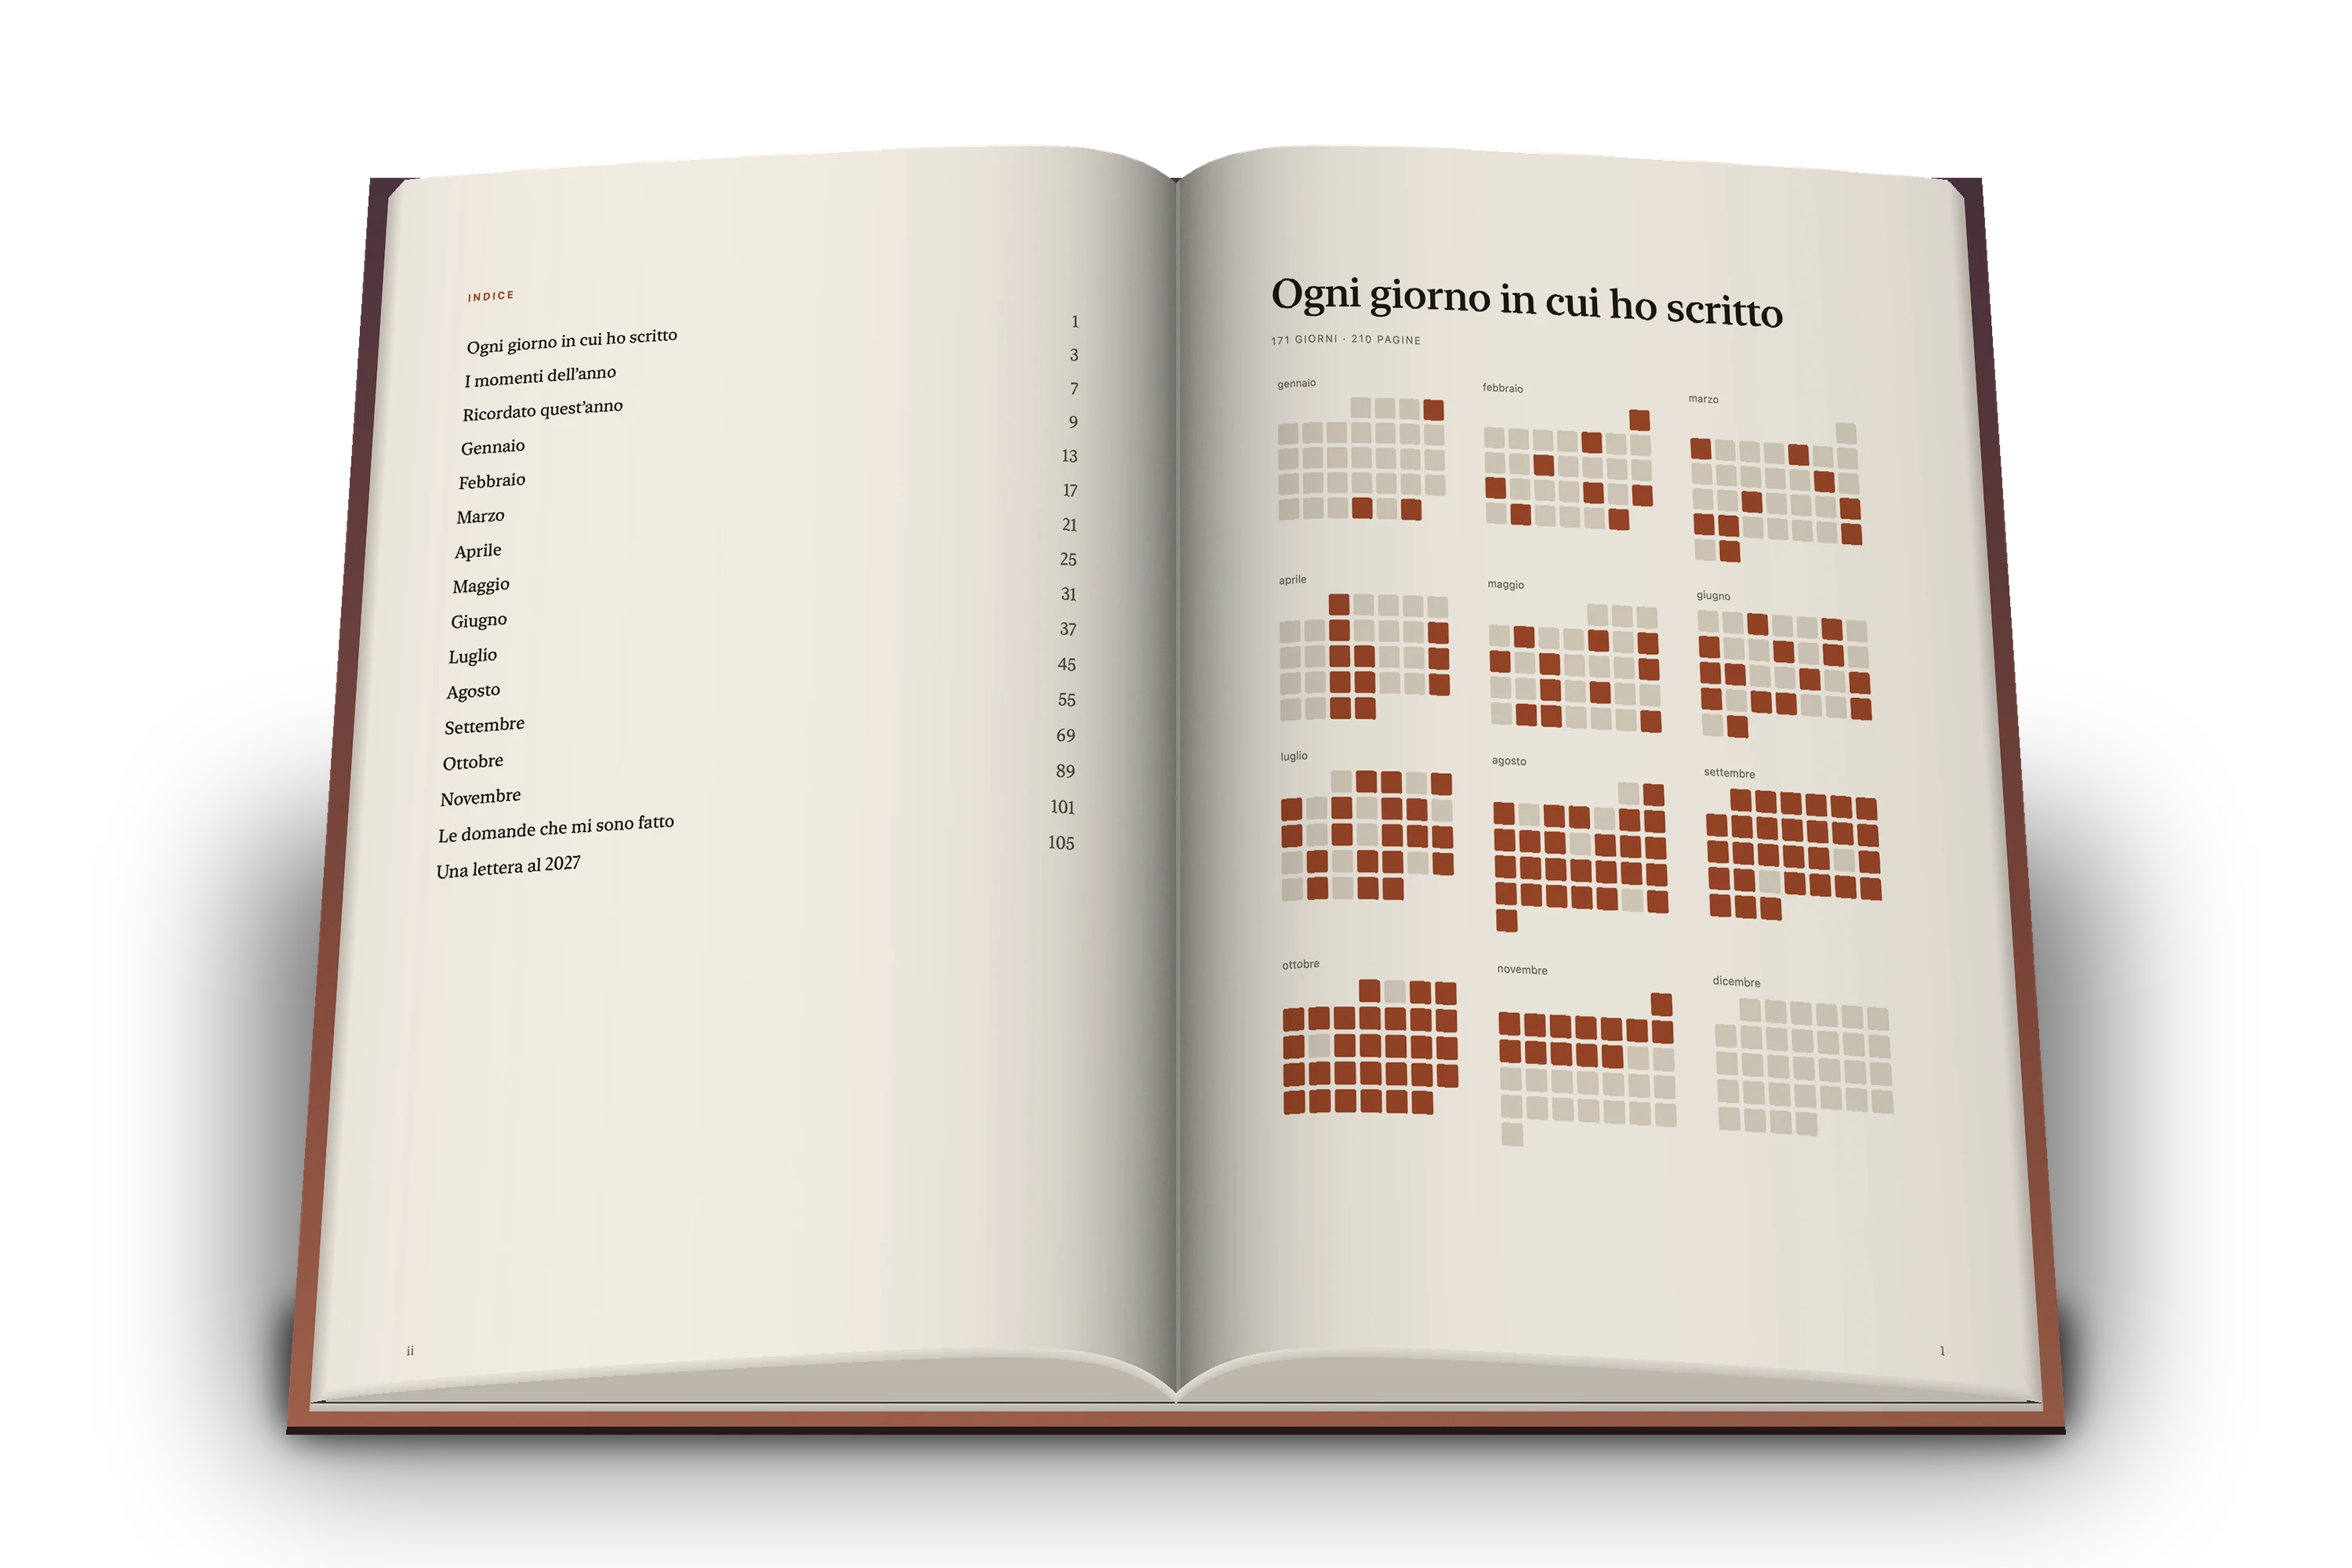 INDICE
Ogni giorno in cui ho scritto 1
I momenti dell’anno 3
Ricordato quest’anno 7
Gennaio 9
Febbraio 13
Marzo 17
Aprile 21
Maggio 25
Giugno 31
Luglio 37
Agosto 45
Settembre 55
Ottobre 69
Novembre 89
Le domande che mi sono fatto 101
Una lettera al 2027 105
ii
Ogni giorno in cui ho scritto
171 GIORNI · 210 PAGINE
gennaio febbraio marzo
aprile maggio giugno
luglio agosto settembre
ottobre novembre dicembre
1